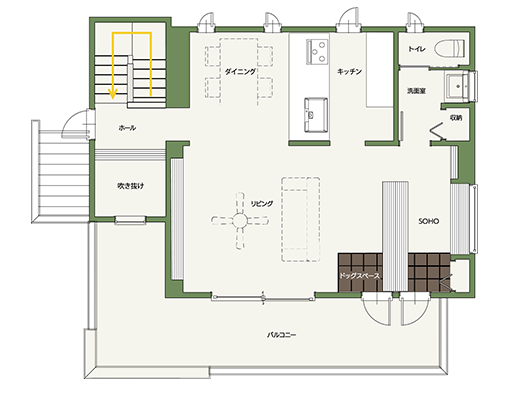 トイレ
ダイニング
キッチン
洗面室
収納
ホール
吹き抜け
リビング
SOHO
ドッグスペース
バルコニー